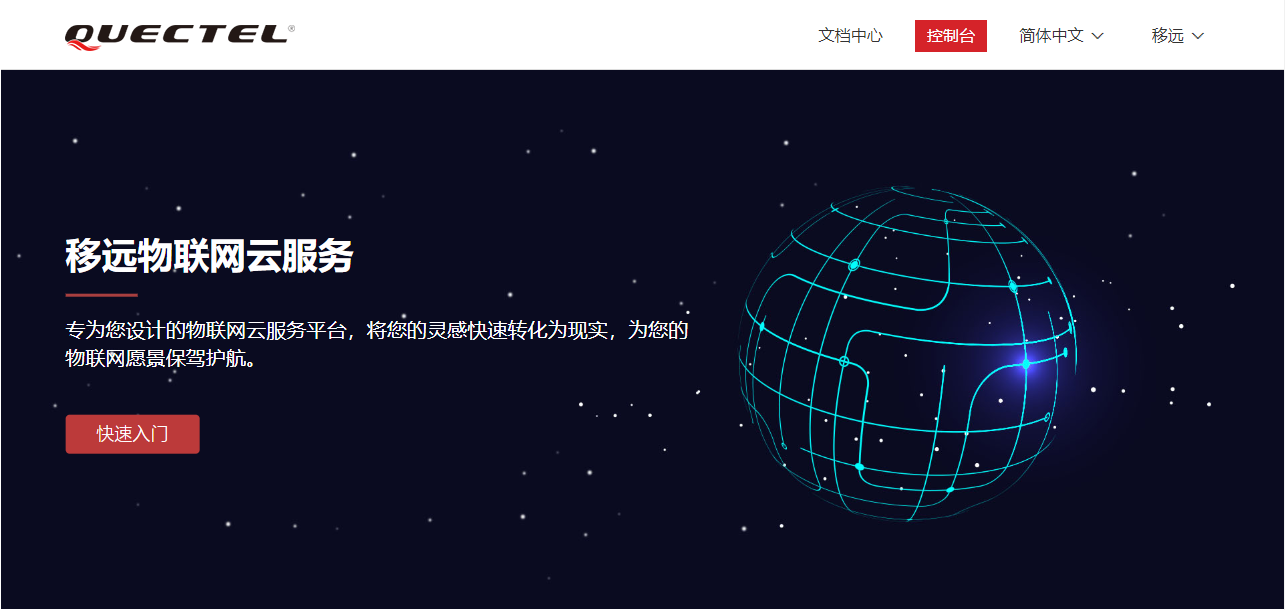 QUECTEL®
文档中心
控制台
简体中文
移远
移远物联网云服务
专为您设计的物联网云服务平台，将您的灵感快速转化为现实，为您的
物联网愿景保驾护航。
快速入门